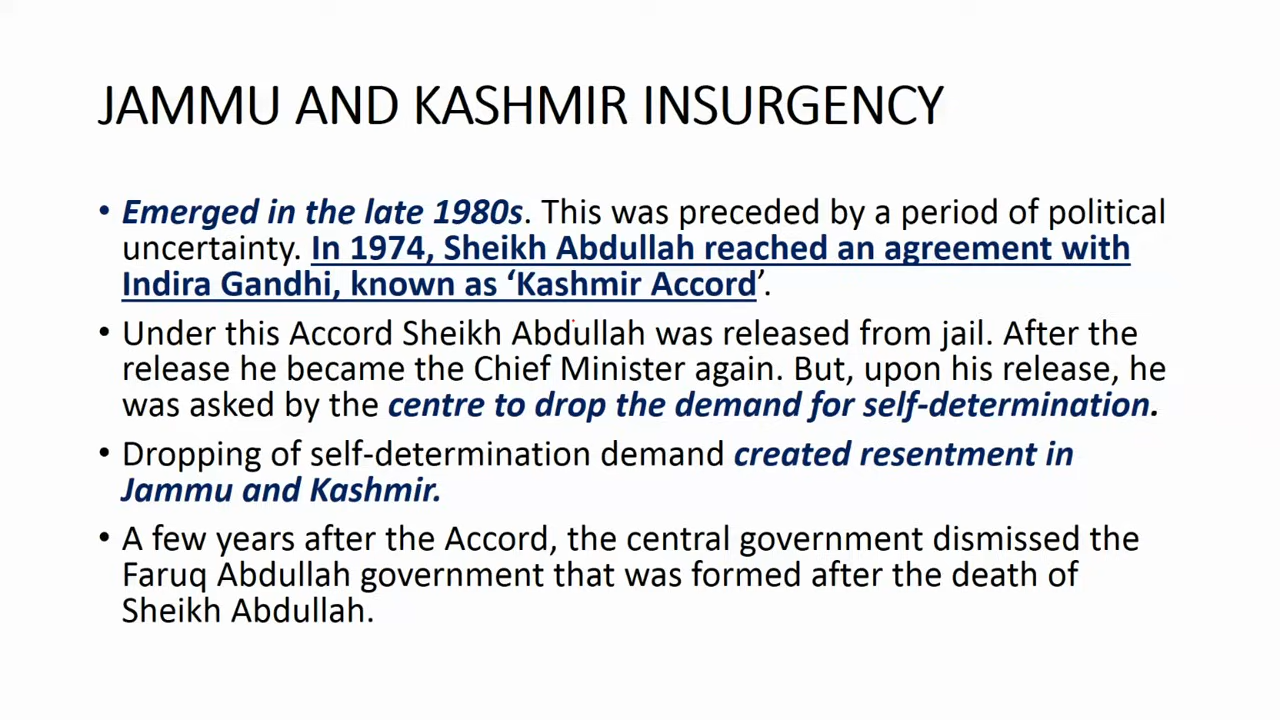 JAMMU AND KASHMIR INSURGENCY
• Emerged in the late 1980s. This was preceded by a period of political
uncertainty. In 1974, Sheikh Abdullah reached an agreement with
Indira Gandhi, known as ‘Kashmir Accord’.
• Under this Accord Sheikh Abdullah was released from jail. After the
release he became the Chief Minister again. But, upon his release, he
was asked by the centre to drop the demand for self-determination.
• Dropping of self-determination demand created resentment in
Jammu and Kashmir.
• A few years after the Accord, the central government dismissed the
Faruq Abdullah government that was formed after the death of
Sheikh Abdullah.